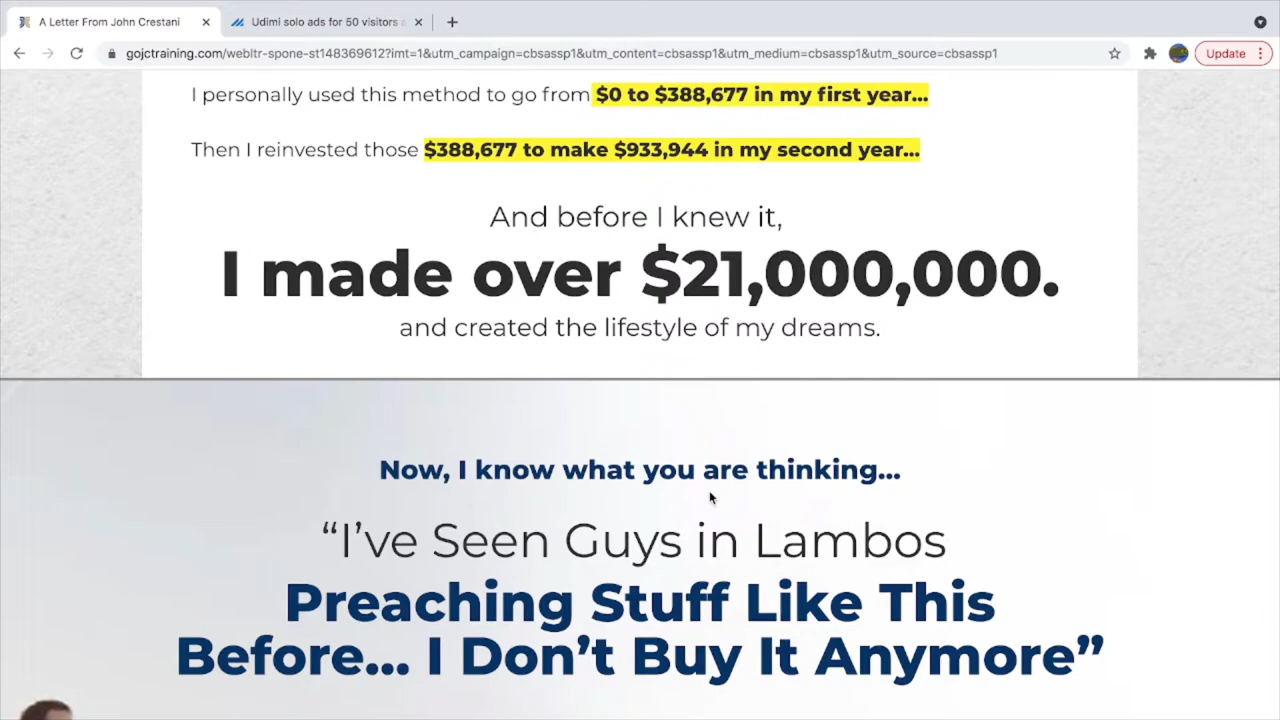 A Letter From John Crestani
Udimi solo ads for 50 visitors
gojctraining.com/webltr-spone-st148369612?imt=1&utm_campaign=cbsassp1&utm_content=cbsassp1&utm_medium=cbsassp1&utm_source=cbsassp1
Update
I personally used this method to go from $0 to $388,677 in my first year...
Then I reinvested those $388,677 to make $933,944 in my second year...
And before I knew it,
I made over $21,000,000.
and created the lifestyle of my dreams.
Now, I know what you are thinking...
“I’ve Seen Guys in Lambos
Preaching Stuff Like This
Before... I Don’t Buy It Anymore”